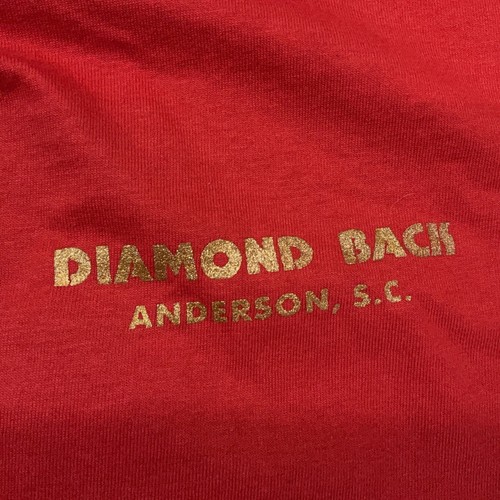 DIAMOND BACK
ANDERSON, S.C.